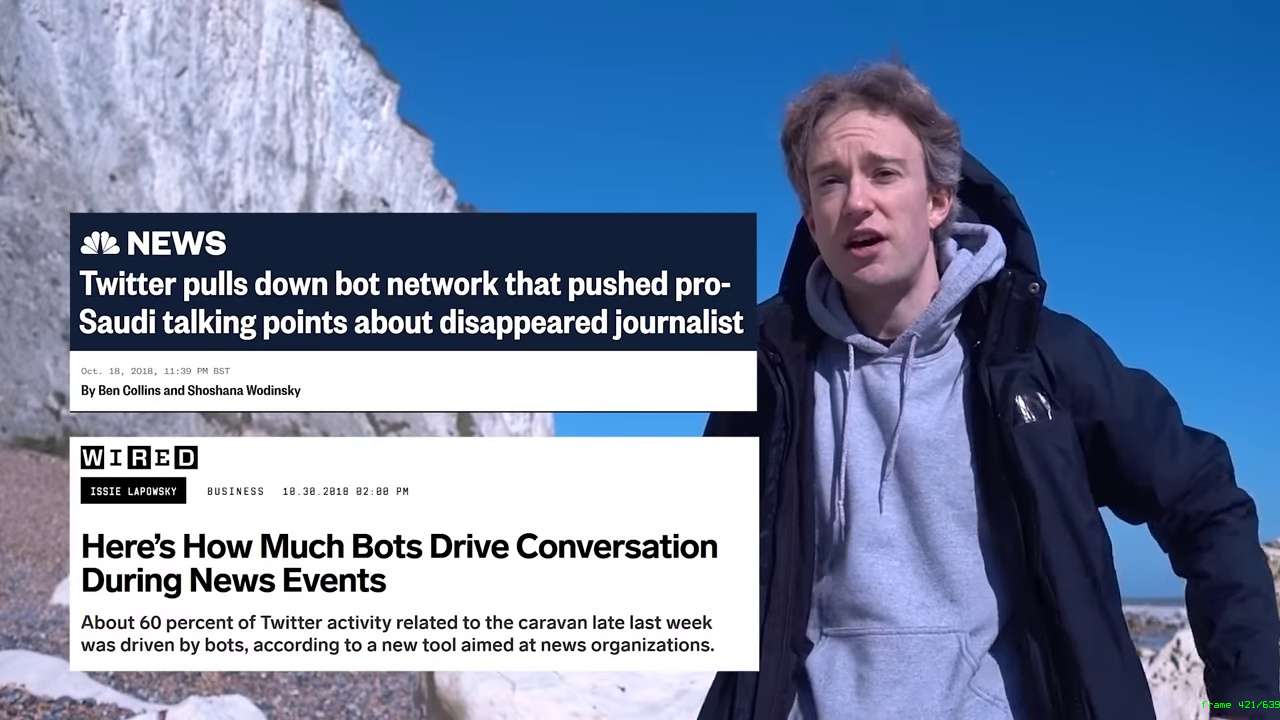 NEWS
Twitter pulls down bot network that pushed pro-
Saudi talking points about disappeared journalist
Oct. 18, 2018, 11:39 PM BST
By Ben Collins and Shoshana Wodinsky
WIRED
ISSIE LAPOWSKY BUSINESS 10.30.2018 02:00 PM
Here's How Much Bots Drive Conversation
During News Events
About 60 percent of Twitter activity related to the caravan late last week
was driven by bots, according to a new tool aimed at news organizations.
frame 421/639